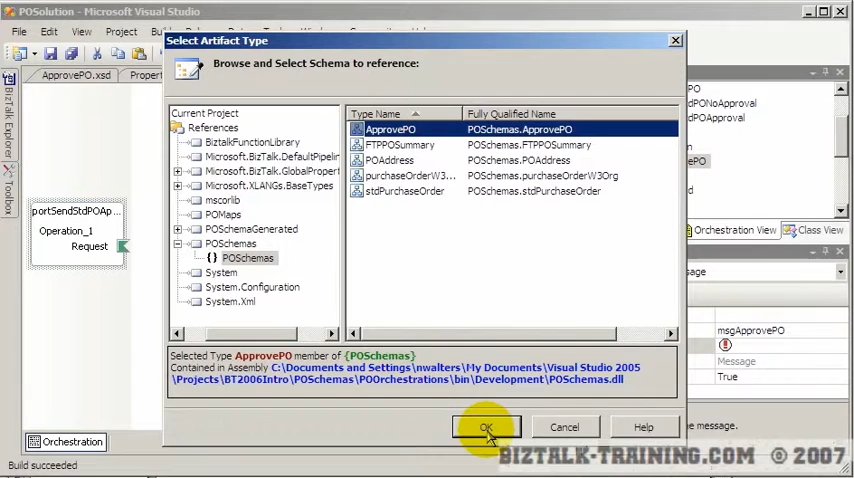 POSolution - Microsoft Visual Studio
File Edit View Project
ApprovePO.xsd
BizTalk Explorer
Toolbox
portSendStdPOAp...
Operation_1
Request
Orchestration
Build succeeded
Select Artifact Type
Browse and Select Schema to reference:
Current Project
References
BiztalkFunctionLibrary
Microsoft.BizTalk.DefaultPipelin
Microsoft.BizTalk.GlobalPropert
Microsoft.XLANGs.BaseTypes
mscorlib
POMaps
POSchemaGenerated
POSchemas
{} POSchemas
System
System.Configuration
System.Xml
Type Name Fully Qualified Name
ApprovePO POSchemas.ApprovePO
FTPPOSummary POSchemas.FTPPOSummary
POAddress POSchemas.POAddress
purchaseOrderW3... POSchemas.purchaseOrderW3Org
stdPurchaseOrder POSchemas.stdPurchaseOrder
Selected Type ApprovePO member of {POSchemas}
Contained in Assembly C:\Documents and Settings\nwalters\My Documents\Visual Studio 2005
\Projects\BT2006Intro\POSchemas\POOrchestrations\bin\Development\POSchemas.dll
OK Cancel Help
Orchestration View Class View
msgApprovePO
Message
True
he message.
BIZTALK-TRAINING.COM © 2007